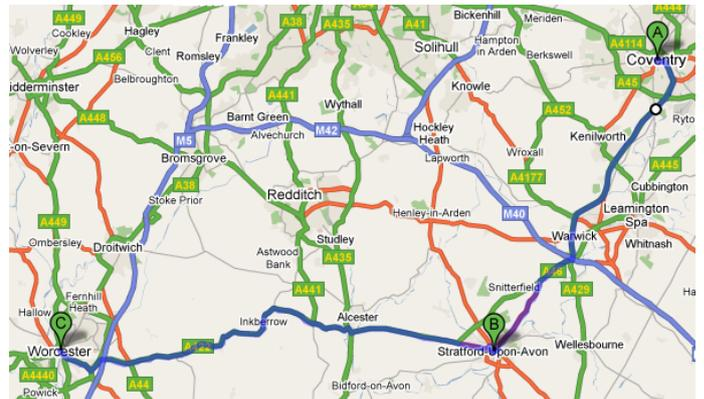 A449
Cookley
Hagley
A491
A38
A435
A41
Bickenhill
Meriden
A444
Wolverley
Clent
Frankley
Solihull
Hampton
in Arden
Berkswell
A4114
A
Coventry
A456
Romsley
Belbroughton
Knowle
A45
idderminster
A441
Wythall
A452
Ryto
A448
Barnt Green
M42
Hockley
Heath
Kenilworth
-on-Severn
M5
Alvechurch
Lapworth
Wroxall
A445
Bromsgrove
A4177
Cubbington
A38
Redditch
M40
Leamington
Spa
Stoke Prior
Henley-in-Arden
A449
Ombersley
Droitwich
Studley
Warwick
Whitnash
Astwood
Bank
A435
A46
Fernhill
Heath
A441
Snitterfield
A429
Ha
Hallow
C
Inkberrow
Alcester
B
Worcester
A422
Stratford-Upon-Avon
Wellesbourne
A4440
A44
Bidford-on-Avon
Powick